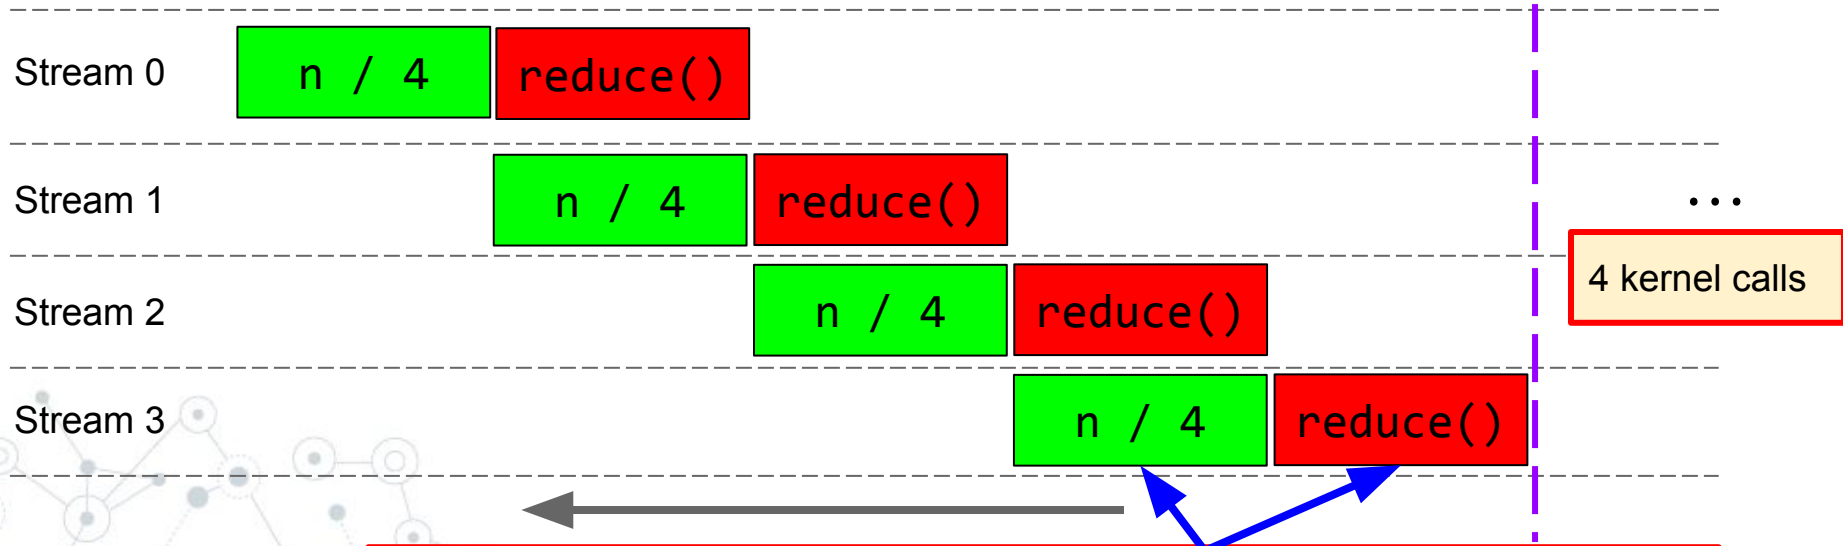 Stream 0 n / 4 reduce()
Stream 1 n / 4 reduce() ...
4 kernel calls
Stream 2 n / 4 reduce()
Stream 3 n / 4 reduce()